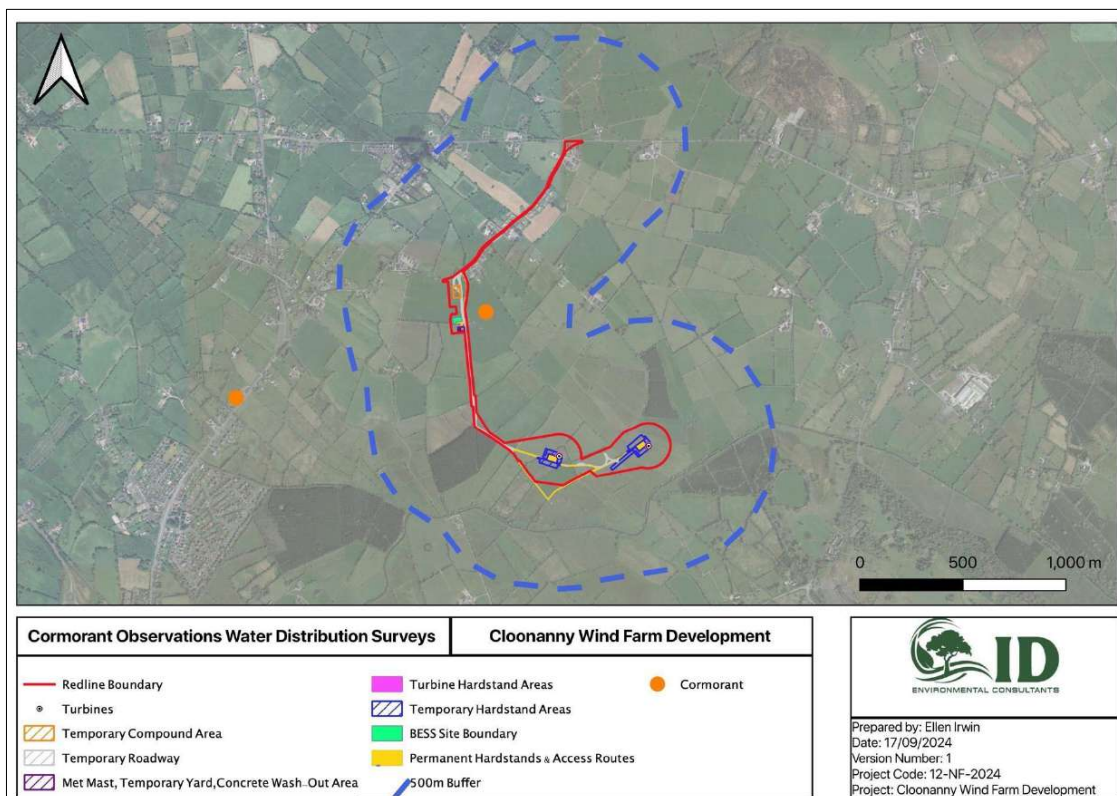 0 500 1,000 m
Cormorant Observations Water Distribution Surveys
Cloonanny Wind Farm Development
Redline Boundary
Turbines
Temporary Compound Area
Temporary Roadway
Met Mast, Temporary Yard,Concrete Wash-Out Area
Turbine Hardstand Areas
Temporary Hardstand Areas
BESS Site Boundary
Permanent Hardstands & Access Routes
500m Buffer
Cormorant
ID
ENVIRONMENTAL CONSULTANTS
Prepared by: Ellen Irwin
Date: 17/09/2024
Version Number: 1
Project Code: 12-NF-2024
Project: Cloonanny Wind Farm Development